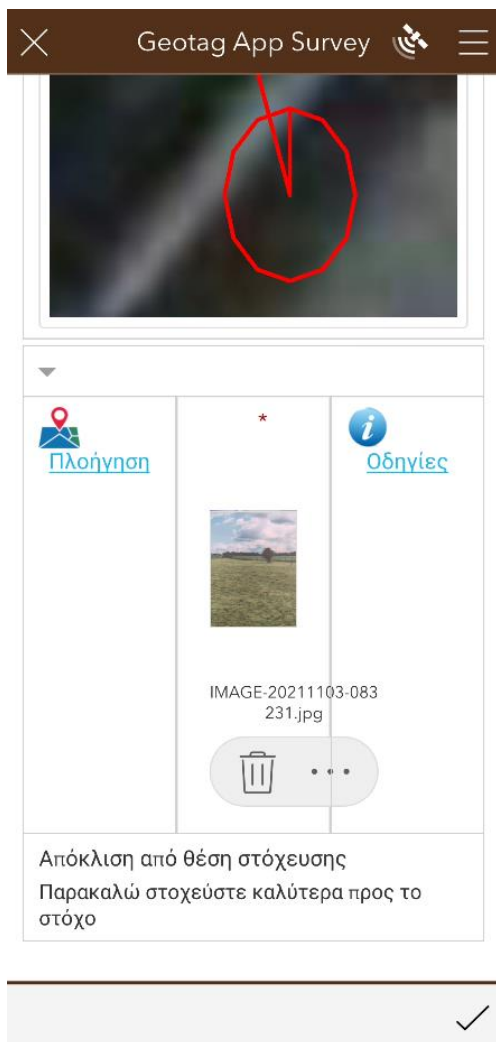 Geotag App Survey
Πλοήγηση
*
Οδηγίες
IMAGE-20211103-083
231.jpg
Απόκλιση από θέση στόχευσης
Παρακαλώ στοχεύστε καλύτερα προς το
στόχο